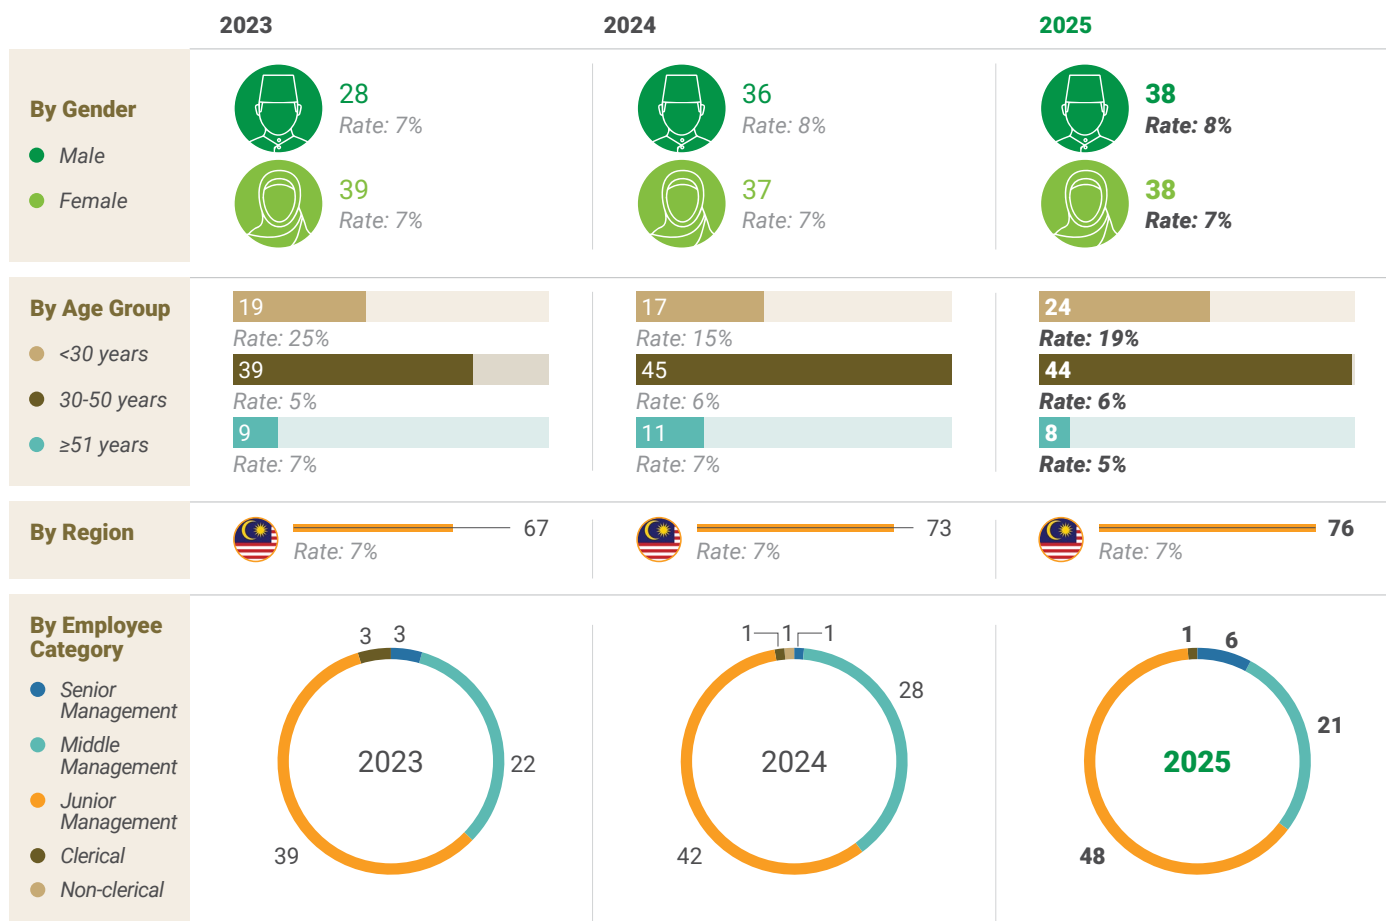 2023 2024 2025
By Gender
Male
Female
28
Rate: 7%
39
Rate: 7%
36
Rate: 8%
37
Rate: 7%
38
Rate: 8%
38
Rate: 7%
By Age Group
<30 years
30-50 years
≥51 years
19
Rate: 25%
39
Rate: 5%
9
Rate: 7%
17
Rate: 15%
45
Rate: 6%
11
Rate: 7%
24
Rate: 19%
44
Rate: 6%
8
Rate: 5%
By Region
67
Rate: 7%
73
Rate: 7%
76
Rate: 7%
By Employee
Category
Senior
Management
Middle
Management
Junior
Management
Clerical
Non-clerical
3 3
22
39
2023
1 1 1
28
42
2024
1 6
21
48
2025